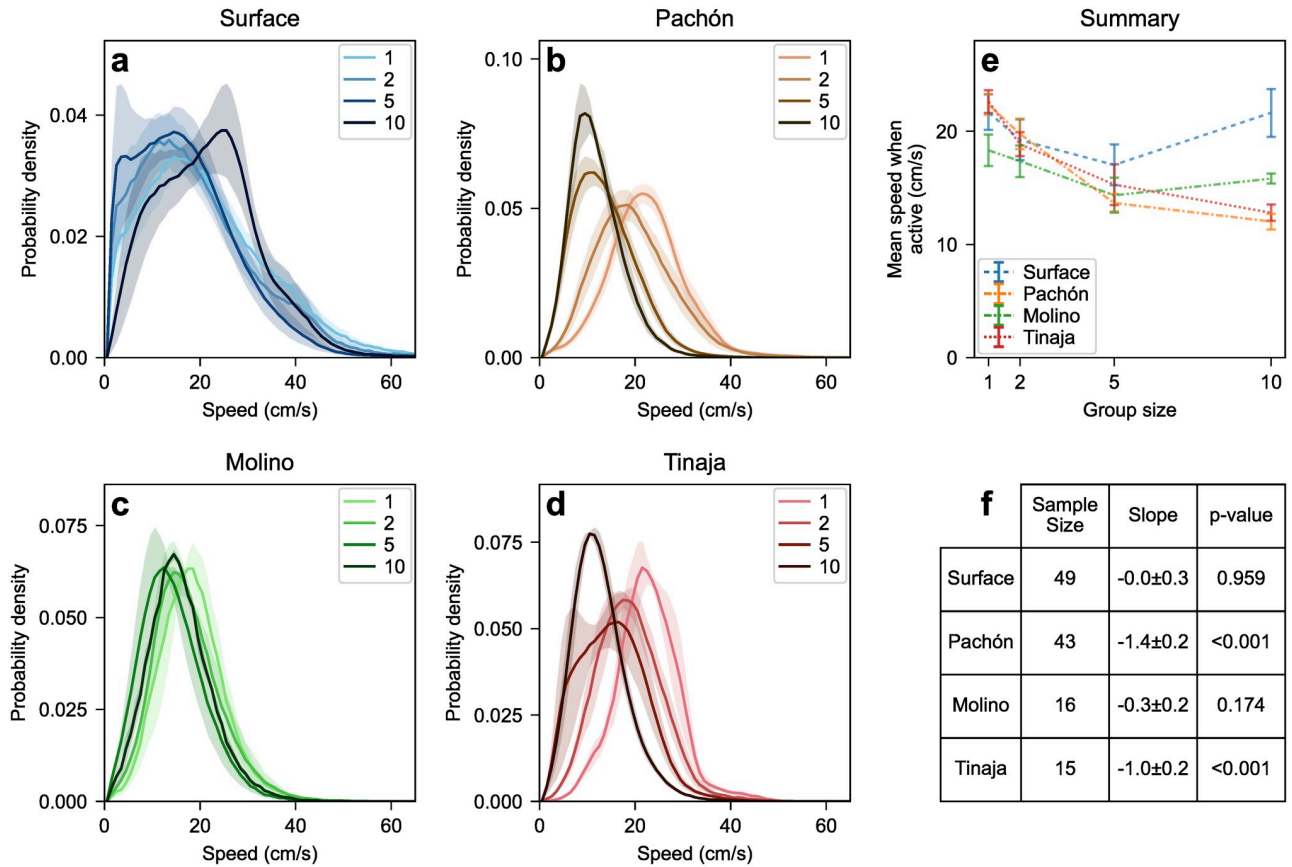 Surface
a
1
2
5
10
0.04
0.02
0.00
Probability density
0
20
40
60
Speed (cm/s)
Pachón
b
1
2
5
10
0.10
0.05
0.00
Probability density
0
20
40
60
Speed (cm/s)
Summary
e
20
10
0
Mean speed when
active (cm/s)
Surface
Pachón
Molino
Tinaja
1
2
5
10
Group size
Molino
c
1
2
5
10
0.075
0.050
0.025
0.000
Probability density
0
20
40
60
Speed (cm/s)
Tinaja
d
1
2
5
10
0.075
0.050
0.025
0.000
Probability density
0
20
40
60
Speed (cm/s)
f
Sample
Size
Slope
p-value
Surface 49 -0.0±0.3 0.959
Pachón 43 -1.4±0.2 <0.001
Molino 16 -0.3±0.2 0.174
Tinaja 15 -1.0±0.2 <0.001